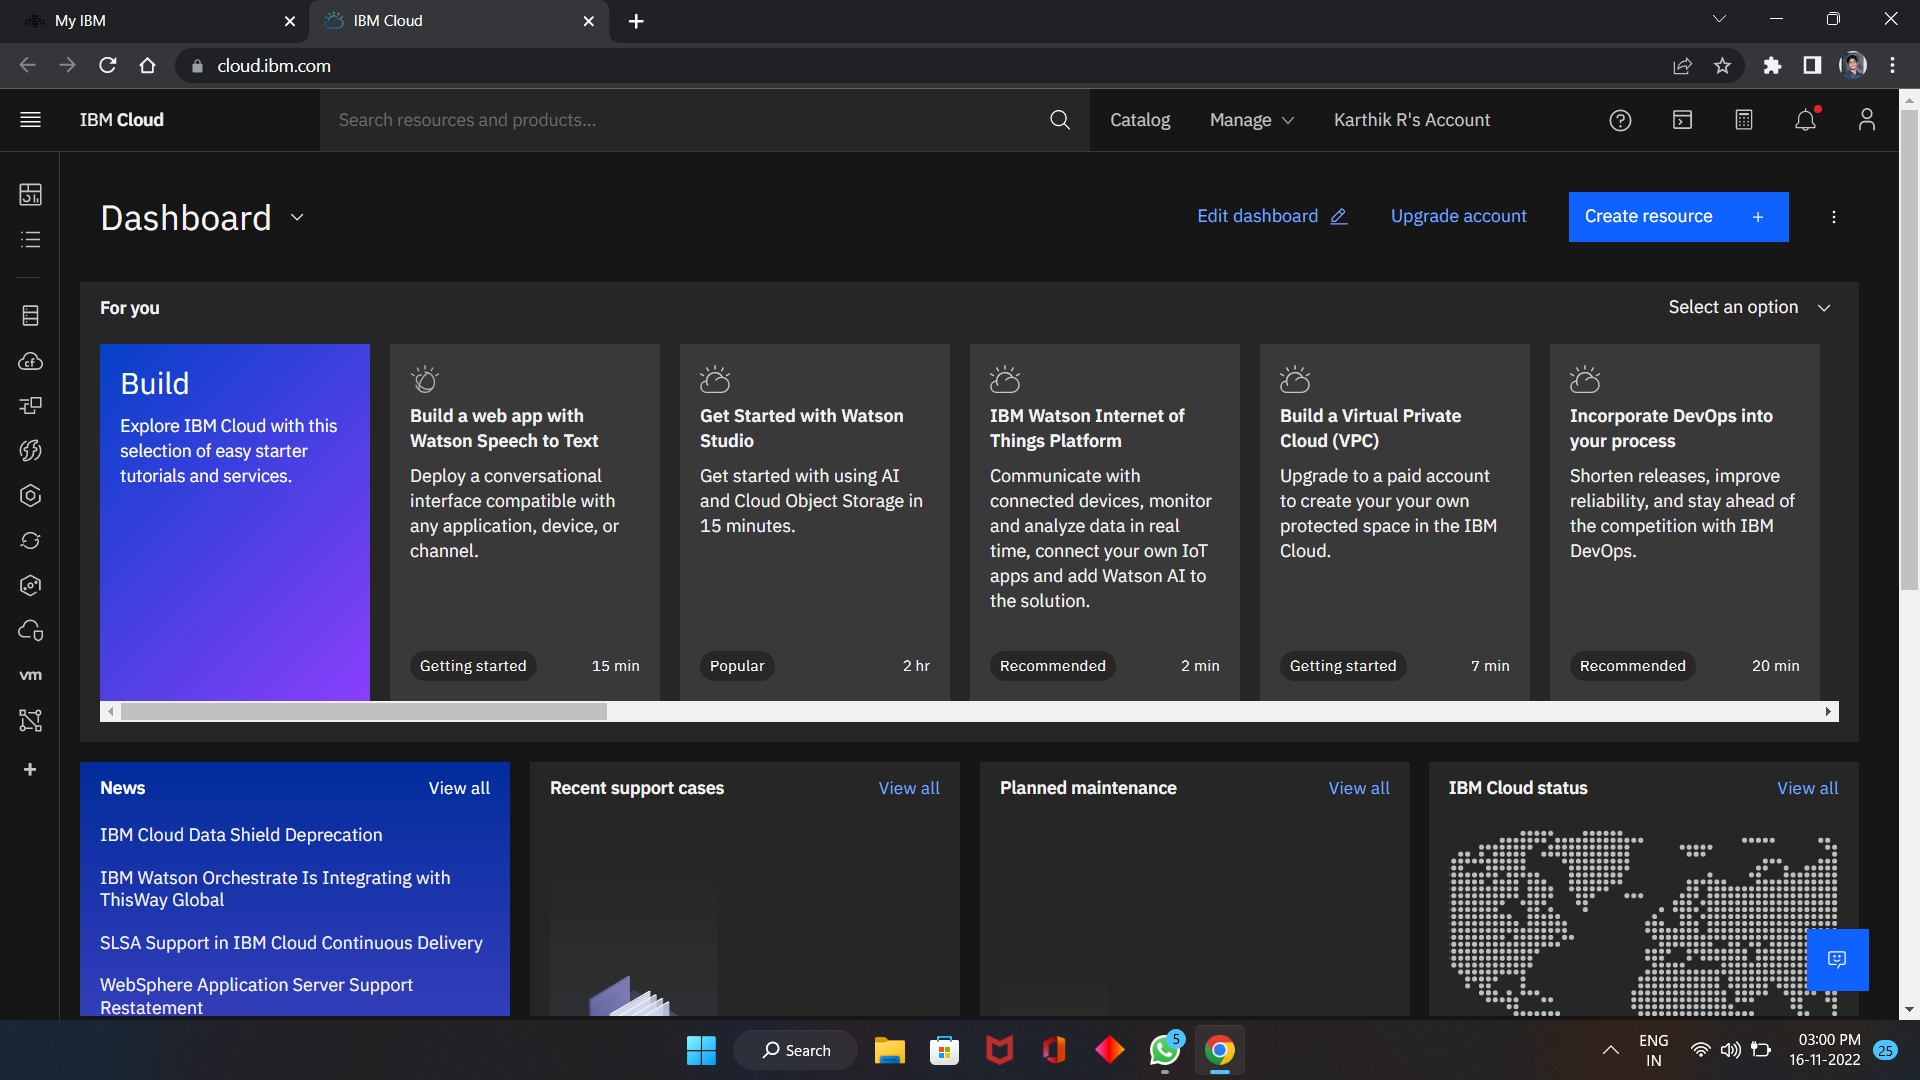 My IBM
IBM Cloud
cloud.ibm.com
IBM Cloud
Search resources and products...
Catalog
Manage
Karthik R's Account
Dashboard
Edit dashboard
Upgrade account
Create resource +
For you
Select an option
Build
Explore IBM Cloud with this
selection of easy starter
tutorials and services.
Build a web app with
Watson Speech to Text
Deploy a conversational
interface compatible with
any application, device, or
channel.
Getting started
15 min
Get Started with Watson
Studio
Get started with using AI
and Cloud Object Storage in
15 minutes.
Popular
2 hr
IBM Watson Internet of
Things Platform
Communicate with
connected devices, monitor
and analyze data in real
time, connect your own IoT
apps and add Watson AI to
the solution.
Recommended
2 min
Build a Virtual Private
Cloud (VPC)
Upgrade to a paid account
to create your your own
protected space in the IBM
Cloud.
Getting started
7 min
Incorporate DevOps into
your process
Shorten releases, improve
reliability, and stay ahead of
the competition with IBM
DevOps.
Recommended
20 min
cf
vm
News
View all
IBM Cloud Data Shield Deprecation
IBM Watson Orchestrate Is Integrating with
ThisWay Global
SLSA Support in IBM Cloud Continuous Delivery
WebSphere Application Server Support
Restatement
Recent support cases
View all
Planned maintenance
View all
IBM Cloud status
View all
Search
5
ENG
IN
03:00 PM
16-11-2022
25